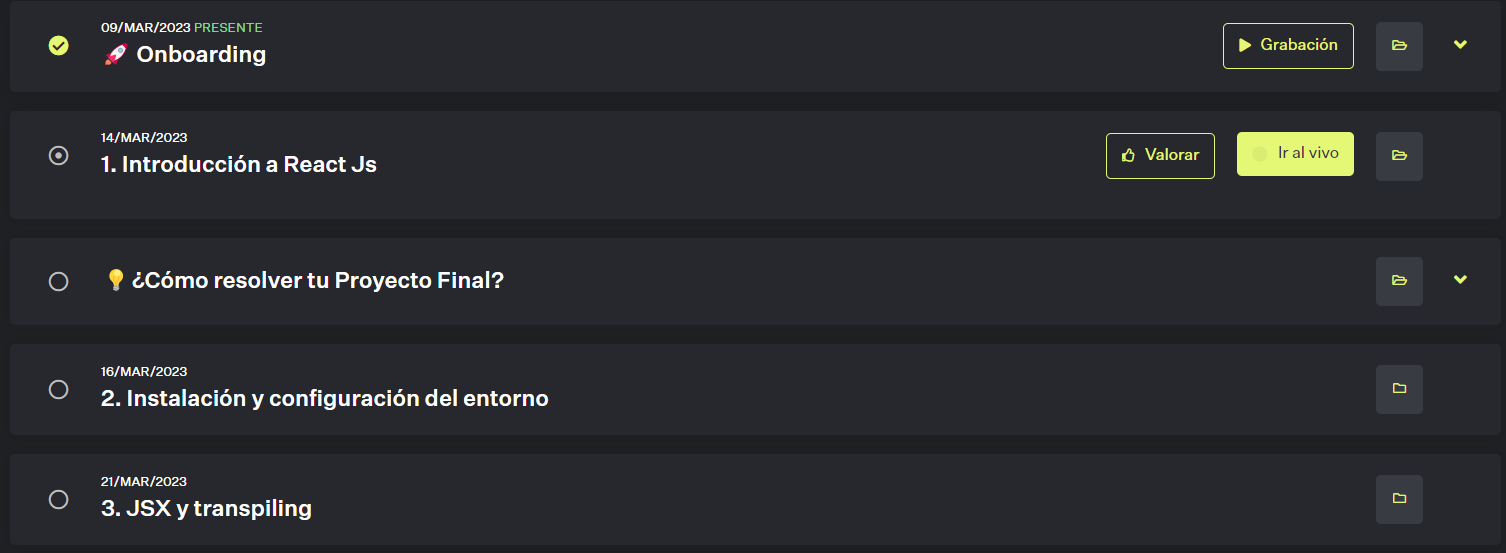 09/MAR/2023 PRESENTE
🚀 Onboarding
Grabación
14/MAR/2023
1. Introducción a React Js
Valorar
Ir al vivo
💡¿Cómo resolver tu Proyecto Final?
16/MAR/2023
2. Instalación y configuración del entorno
21/MAR/2023
3. JSX y transpiling